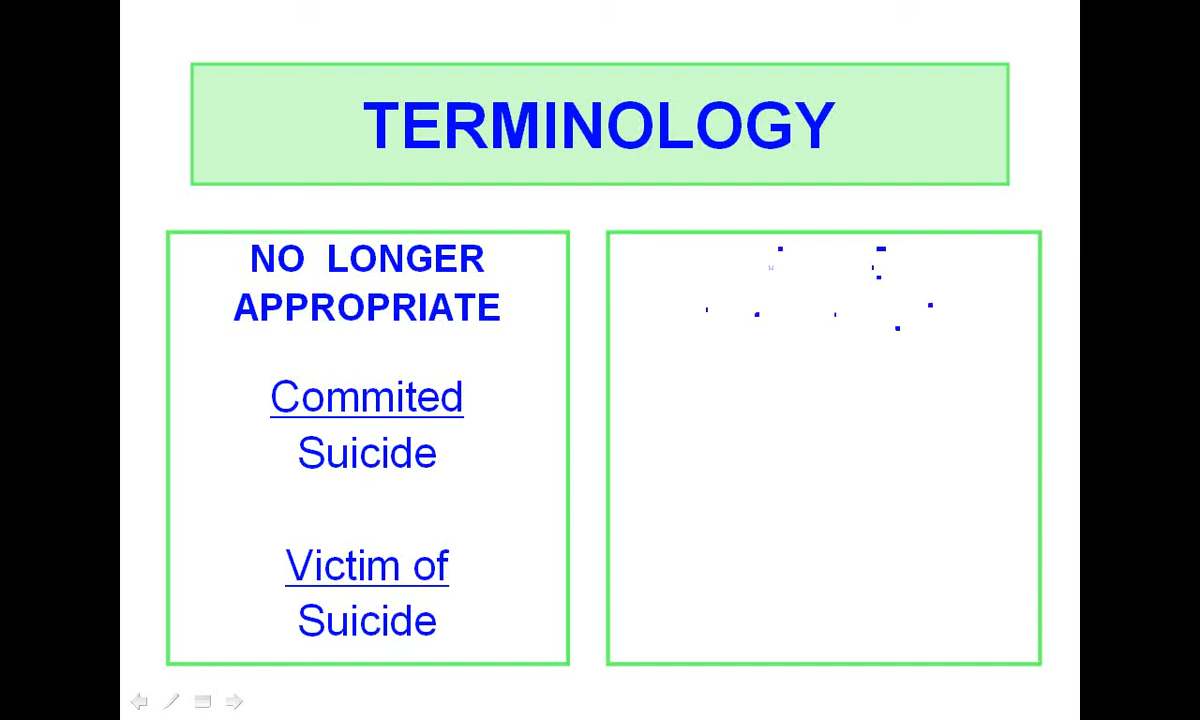 TERMINOLOGY
NO LONGER
APPROPRIATE
Commited
Suicide
Victim of
Suicide